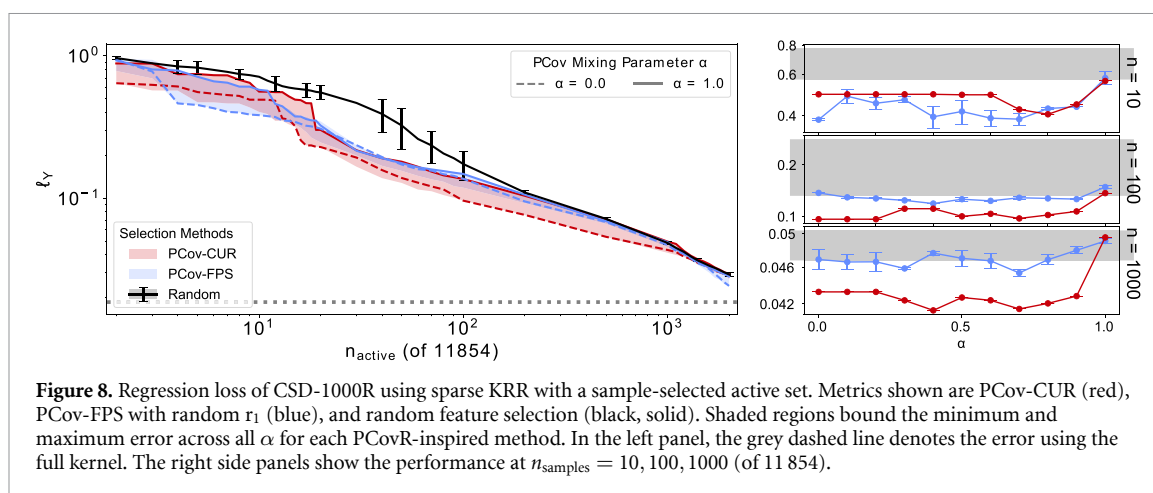 10⁰
10⁻¹
ℓ_Y
PCov Mixing Parameter α
α = 0.0
α = 1.0
Selection Methods
PCov-CUR
PCov-FPS
Random
10¹
10²
10³
n_active (of 11854)
0.8
0.6
0.4
n = 10
0.2
0.1
n = 100
0.05
0.046
0.042
n = 1000
0.0
0.5
1.0
α
Figure 8. Regression loss of CSD-1000R using sparse KRR with a sample-selected active set. Metrics shown are PCov-CUR (red),
PCov-FPS with random r₁ (blue), and random feature selection (black, solid). Shaded regions bound the minimum and
maximum error across all α for each PCovR-inspired method. In the left panel, the grey dashed line denotes the error using the
full kernel. The right side panels show the performance at n_samples = 10, 100, 1000 (of 11 854).